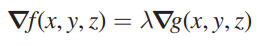 ∇f(x, y, z) = λ∇g(x, y, z)